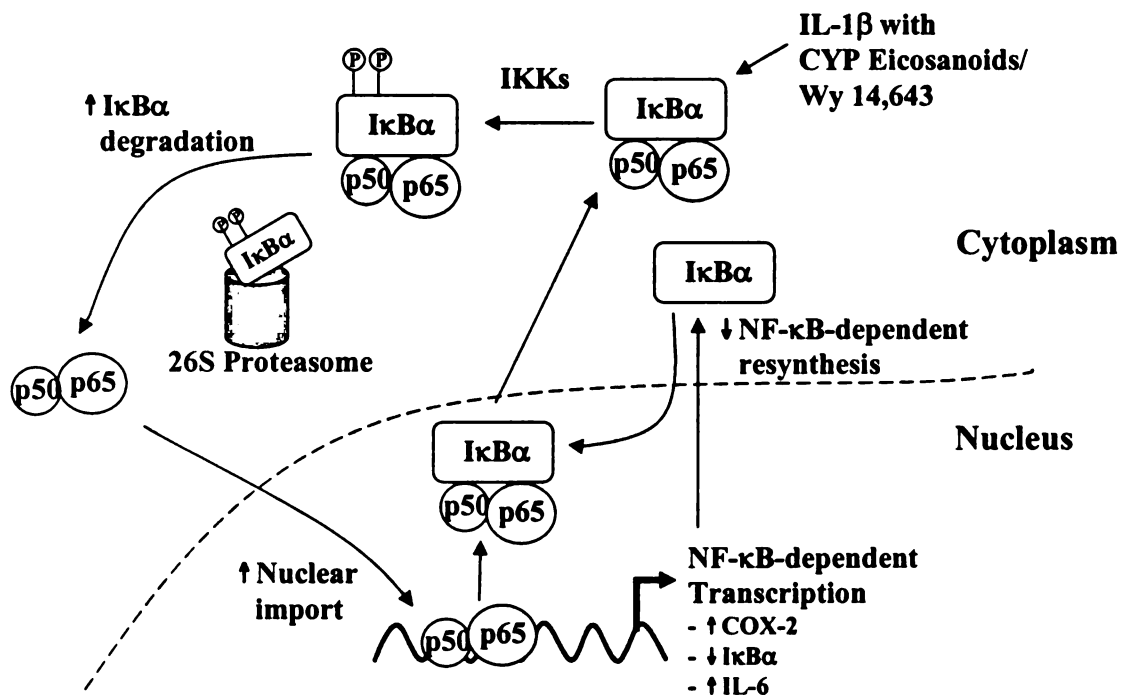 IL-1β with
CYP Eicosanoids/
Wy 14,643
IκBα
p50
p65
IKKs
P
P
IκBα
p50
p65
↑ IκBα
degradation
P
P
IκBα
26S Proteasome
p50
p65
Cytoplasm
IκBα
↓ NF-κB-dependent
resynthesis
Nucleus
IκBα
p50
p65
↑ Nuclear
import
p50
p65
NF-κB-dependent
Transcription
- ↑ COX-2
- ↓ IκBα
- ↑ IL-6